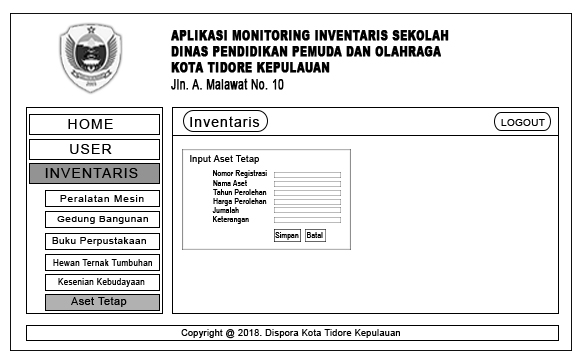 APLIKASI MONITORING INVENTARIS SEKOLAH
DINAS PENDIDIKAN PEMUDA DAN OLAHRAGA
KOTA TIDORE KEPULAUAN
Jln. A. Malawat No. 10
HOME
USER
INVENTARIS
Peralatan Mesin
Gedung Bangunan
Buku Perpustakaan
Hewan Ternak Tumbuhan
Kesenian Kebudayaan
Aset Tetap
Inventaris
LOGOUT
Input Aset Tetap
Nomor Registrasi
Nama Aset
Tahun Perolehan
Harga Perolehan
Jumalah
Keterangan
Simpan Batal
Copyright @ 2018. Dispora Kota Tidore Kepulauan